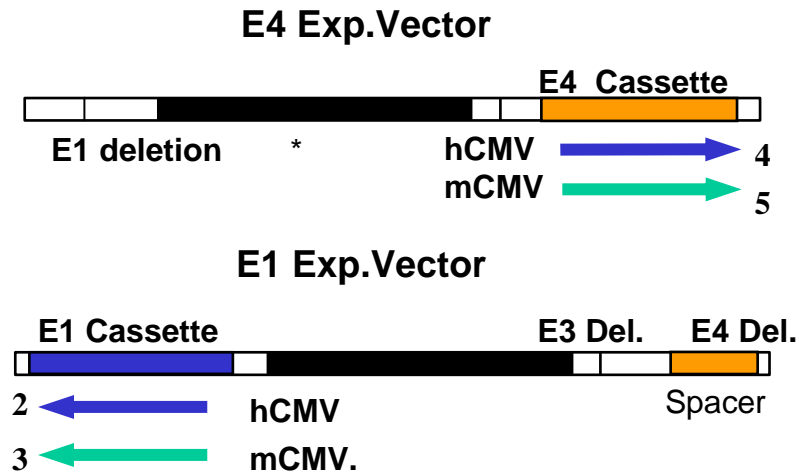 E4 Exp.Vector
E4 Cassette
E1 deletion * hCMV 4
mCMV 5
E1 Exp.Vector
E1 Cassette E3 Del. E4 Del.
2 hCMV Spacer
3 mCMV.